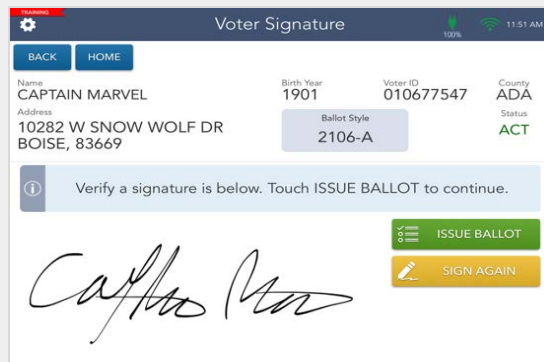 TRAINING
Voter Signature
100%
11:51 AM
BACK HOME
Name Birth Year Voter ID County
CAPTAIN MARVEL 1901 010677547 ADA
Address Ballot Style Status
10282 W SNOW WOLF DR 2106-A ACT
BOISE, 83669
Verify a signature is below. Touch ISSUE BALLOT to continue.
ISSUE BALLOT
SIGN AGAIN